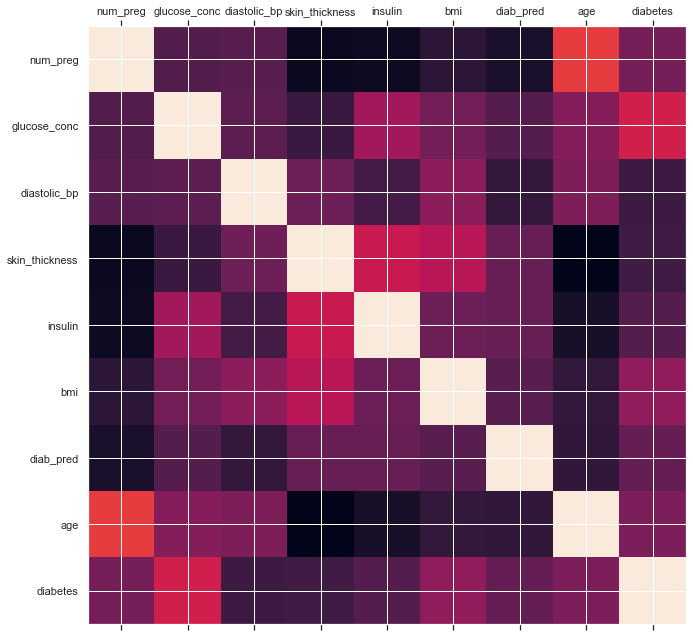 num_preg glucose_conc diastolic_bp skin_thickness insulin bmi diab_pred age diabetes
num_preg
glucose_conc
diastolic_bp
skin_thickness
insulin
bmi
diab_pred
age
diabetes